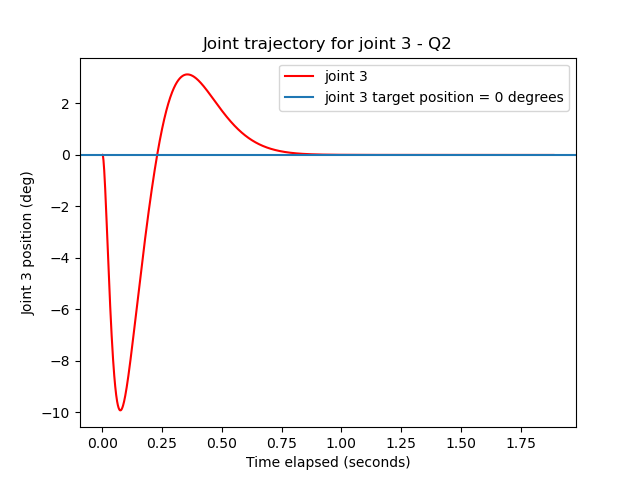 Joint trajectory for joint 3 - Q2
joint 3
joint 3 target position = 0 degrees
Joint 3 position (deg)
2
0
−2
−4
−6
−8
−10
0.00 0.25 0.50 0.75 1.00 1.25 1.50 1.75
Time elapsed (seconds)